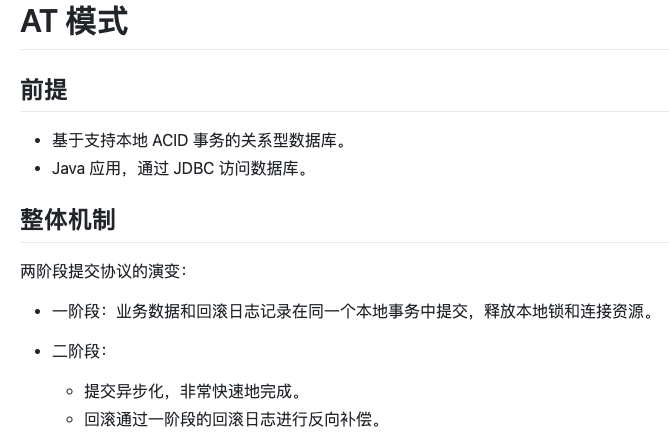 AT 模式
前提
基于支持本地 ACID 事务的关系型数据库。
Java 应用，通过 JDBC 访问数据库。
整体机制
两阶段提交协议的演变：
一阶段：业务数据和回滚日志记录在同一个本地事务中提交，释放本地锁和连接资源。
二阶段：
提交异步化，非常快速地完成。
回滚通过一阶段的回滚日志进行反向补偿。